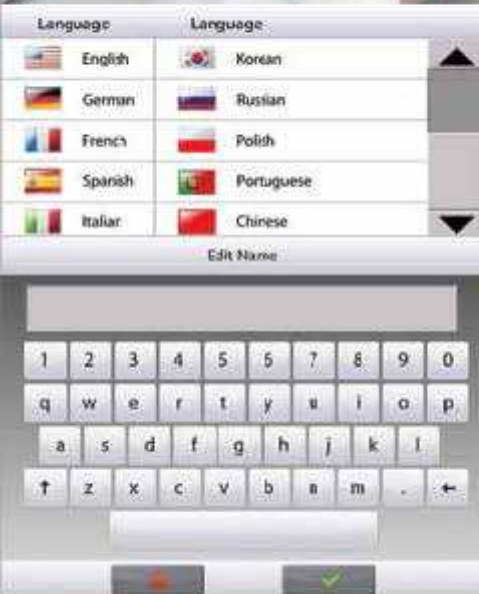 Language Language
English Korean
German Russian
French Polish
Spanish Portuguese
Italian Chinese
Edit Name
1 2 3 4 5 6 7 8 9 0
q w e r t y u i o p
a s d f g h j k l
↑ z x c v b n m . ←